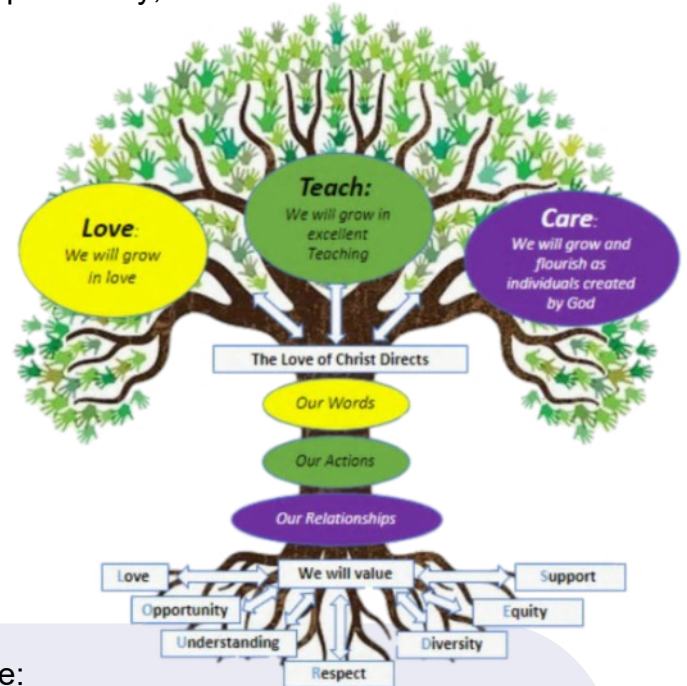 Teach:
We will grow in
excellent
Teaching
Love:
We will grow
in love
Care:
We will grow and
flourish as
individuals created
by God
The Love of Christ Directs
Our Words
Our Actions
Our Relationships
We will value
Love
Support
Opportunity
Equity
Understanding
Diversity
Respect